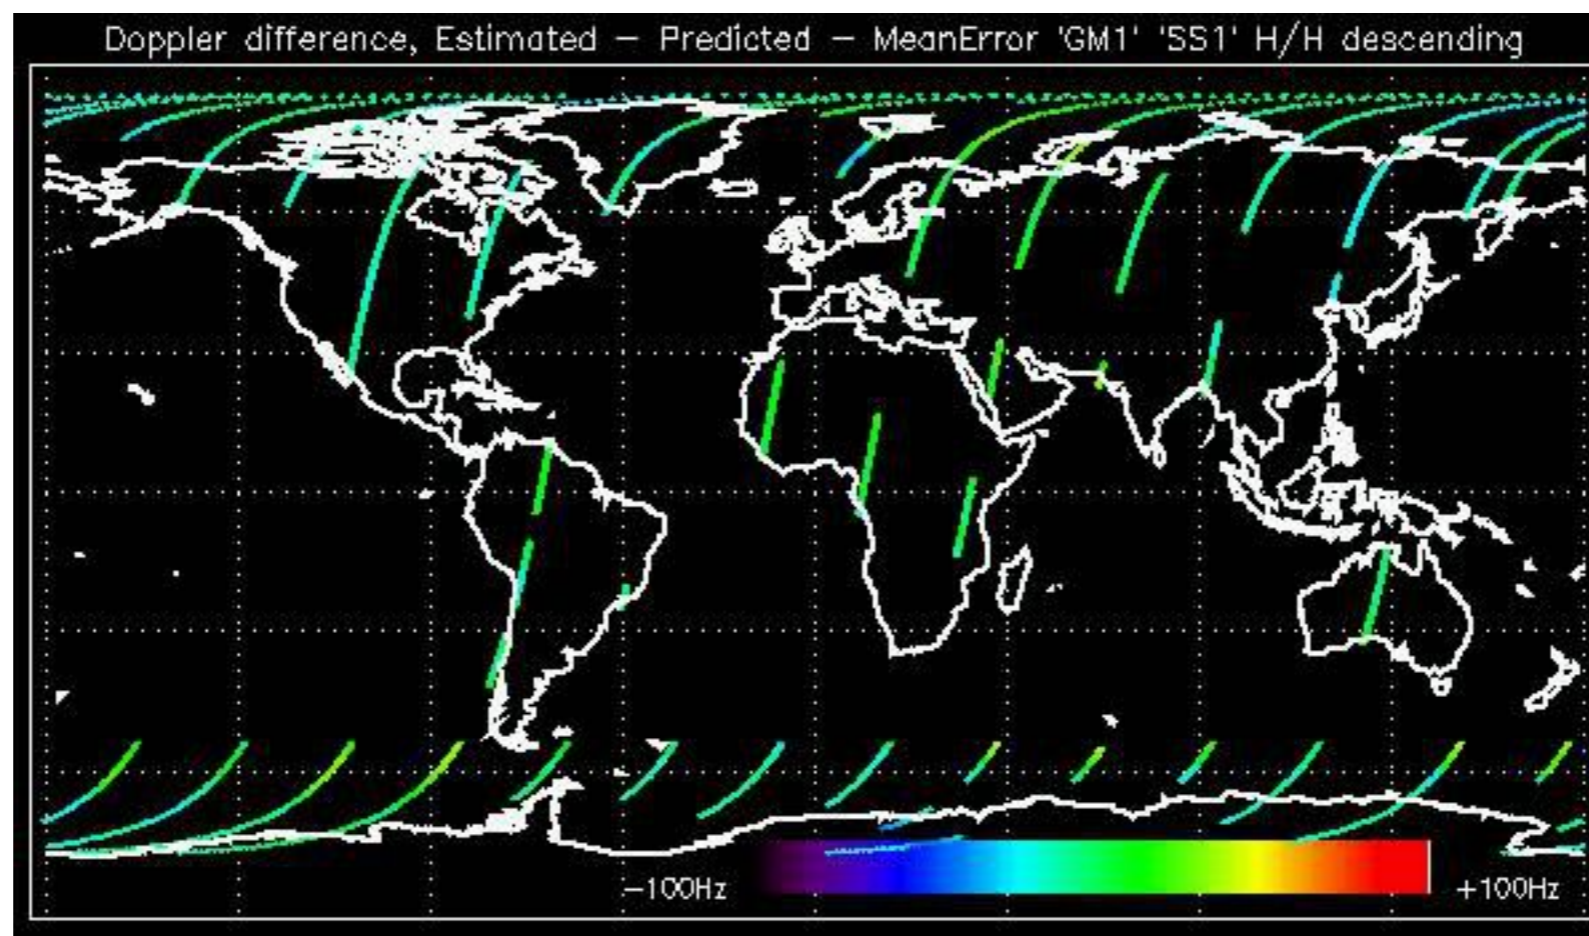 Doppler difference, Estimated – Predicted – MeanError 'GM1' 'SS1' H/H descending
–100Hz
+100Hz